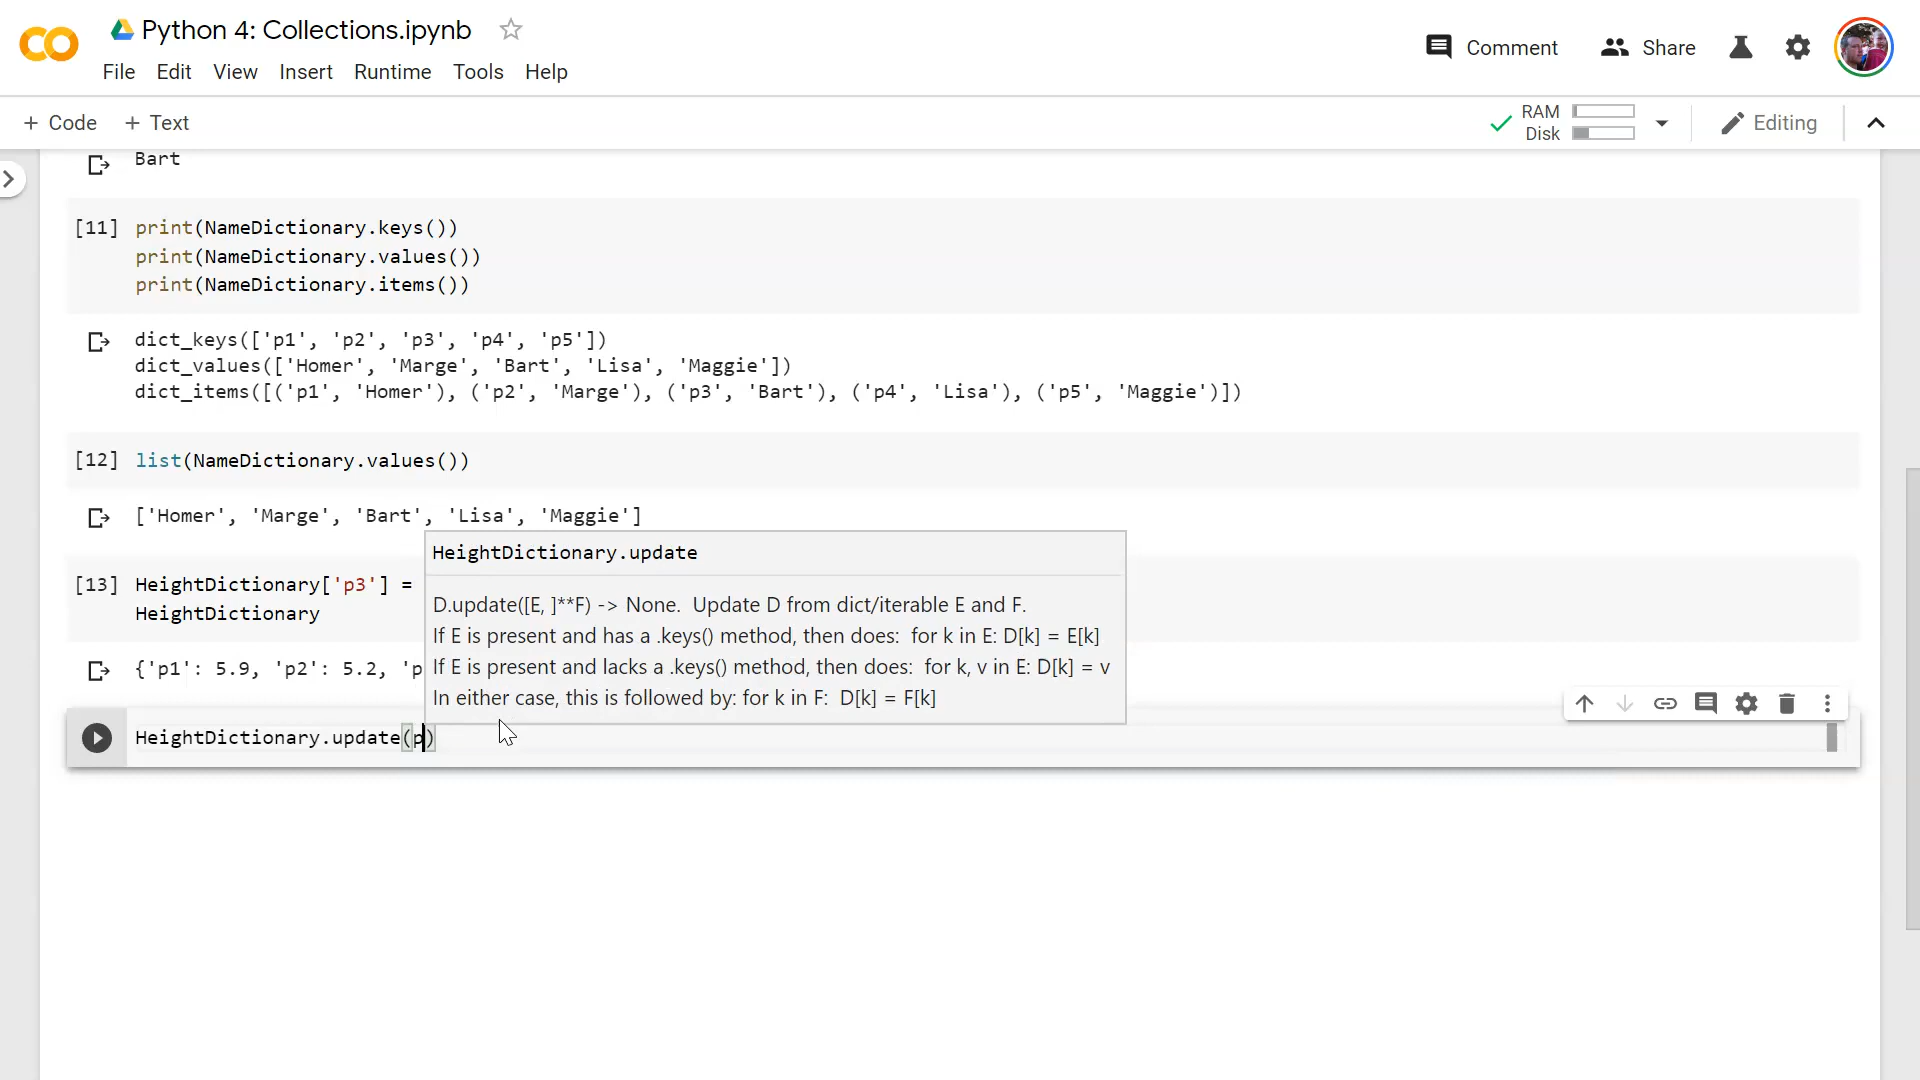 Python 4: Collections.ipynb
File Edit View Insert Runtime Tools Help
Comment
Share
+ Code + Text
RAM
Disk
Editing
Bart
[11] print(NameDictionary.keys())
print(NameDictionary.values())
print(NameDictionary.items())
dict_keys(['p1', 'p2', 'p3', 'p4', 'p5'])
dict_values(['Homer', 'Marge', 'Bart', 'Lisa', 'Maggie'])
dict_items([('p1', 'Homer'), ('p2', 'Marge'), ('p3', 'Bart'), ('p4', 'Lisa'), ('p5', 'Maggie')])
[12] list(NameDictionary.values())
['Homer', 'Marge', 'Bart', 'Lisa', 'Maggie']
HeightDictionary.update
[13] HeightDictionary['p3'] =
HeightDictionary
D.update([E, ]**F) -> None. Update D from dict/iterable E and F.
If E is present and has a .keys() method, then does: for k in E: D[k] = E[k]
If E is present and lacks a .keys() method, then does: for k, v in E: D[k] = v
In either case, this is followed by: for k in F: D[k] = F[k]
{'p1': 5.9, 'p2': 5.2, 'p
HeightDictionary.update(p)